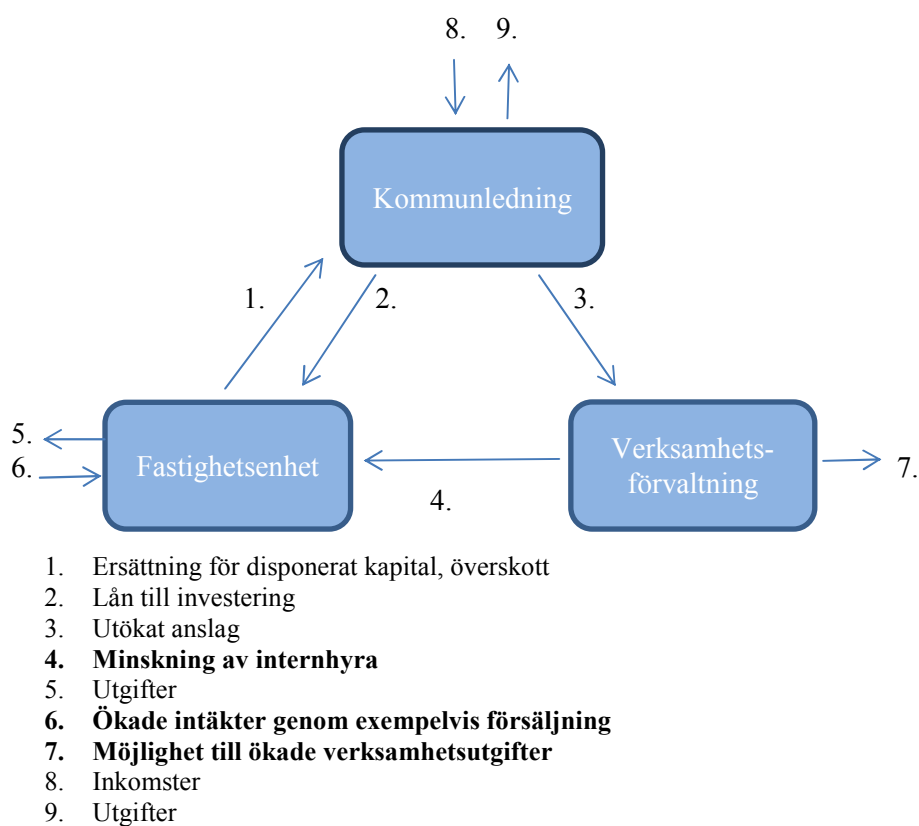 8. 9.
Kommunledning
1. 2. 3.
5.
6.
Fastighetsenhet
Verksamhets-
förvaltning
7.
4.
1. Ersättning för disponerat kapital, överskott
2. Lån till investering
3. Utökat anslag
4. Minskning av internhyra
5. Utgifter
6. Ökade intäkter genom exempelvis försäljning
7. Möjlighet till ökade verksamhetsutgifter
8. Inkomster
9. Utgifter